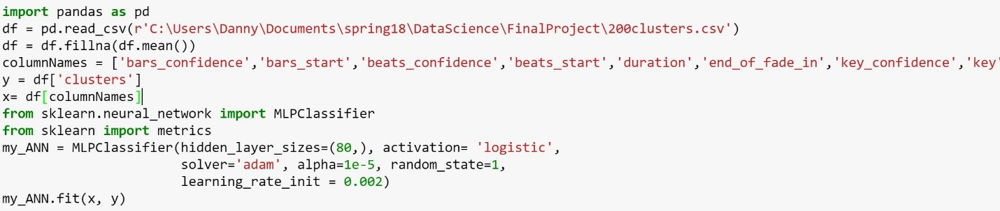 import pandas as pd
df = pd.read_csv(r'C:\Users\Danny\Documents\spring18\DataScience\FinalProject\200clusters.csv')
df = df.fillna(df.mean())
columnNames = ['bars_confidence','bars_start','beats_confidence','beats_start','duration','end_of_fade_in','key_confidence','key'
y = df['clusters']
x= df[columnNames]
from sklearn.neural_network import MLPClassifier
from sklearn import metrics
my_ANN = MLPClassifier(hidden_layer_sizes=(80,), activation= 'logistic',
solver='adam', alpha=1e-5, random_state=1,
learning_rate_init = 0.002)
my_ANN.fit(x, y)